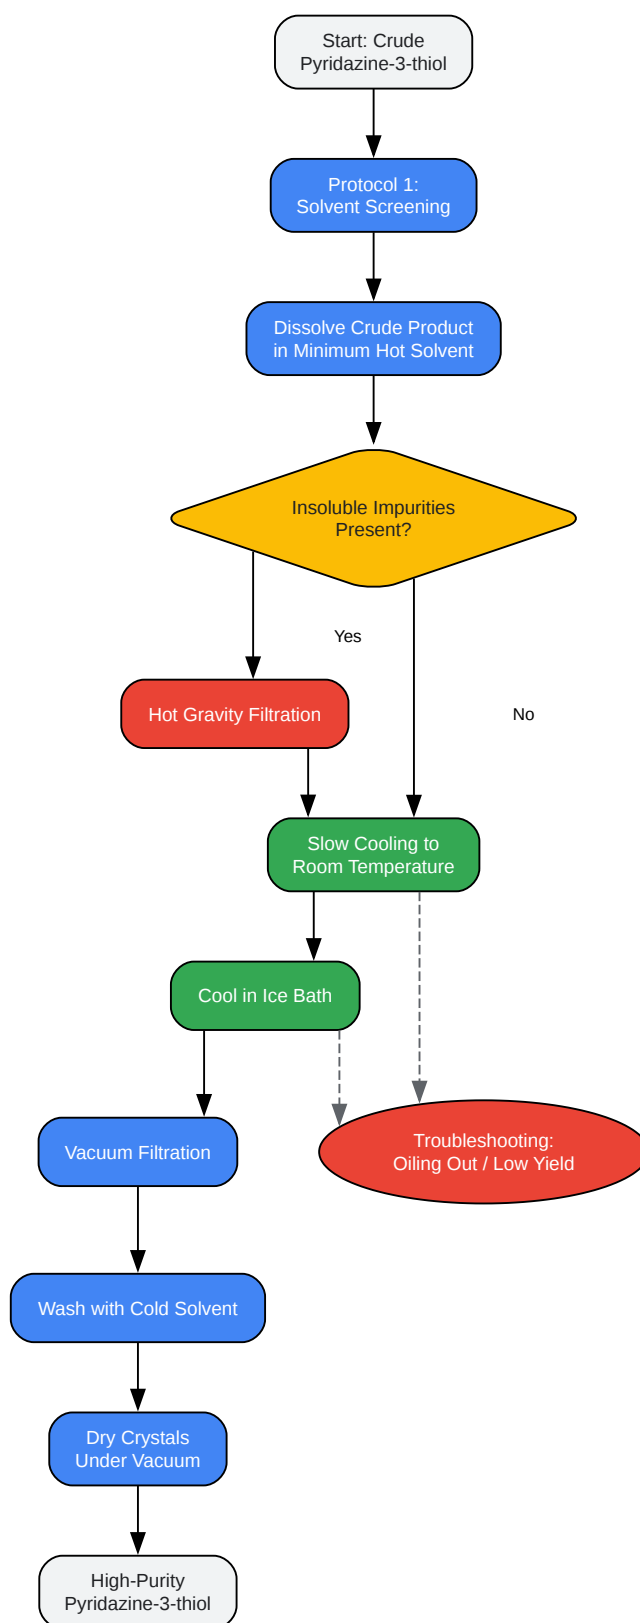 Start: Crude
Pyridazine-3-thiol
Protocol 1:
Solvent Screening
Dissolve Crude Product
in Minimum Hot Solvent
Insoluble Impurities
Present?
Yes
Hot Gravity Filtration
No
Slow Cooling to
Room Temperature
Cool in Ice Bath
Vacuum Filtration
Troubleshooting:
Oiling Out / Low Yield
Wash with Cold Solvent
Dry Crystals
Under Vacuum
High-Purity
Pyridazine-3-thiol